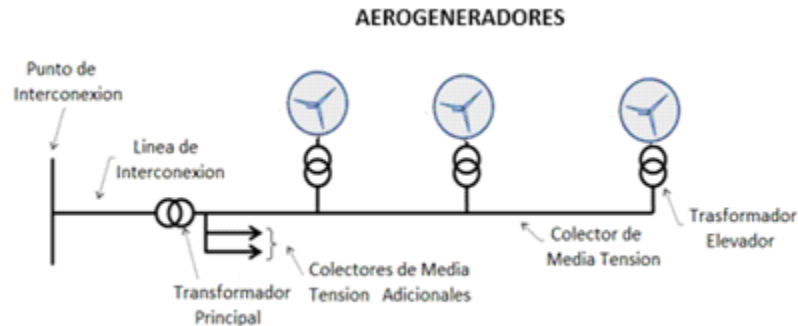 AEROGENERADORES
Punto de
Interconexion
Linea de
Interconexion
Trasformador
Elevador
Colector de
Media Tension
Colectores de Media
Tension Adicionales
Transformador
Principal